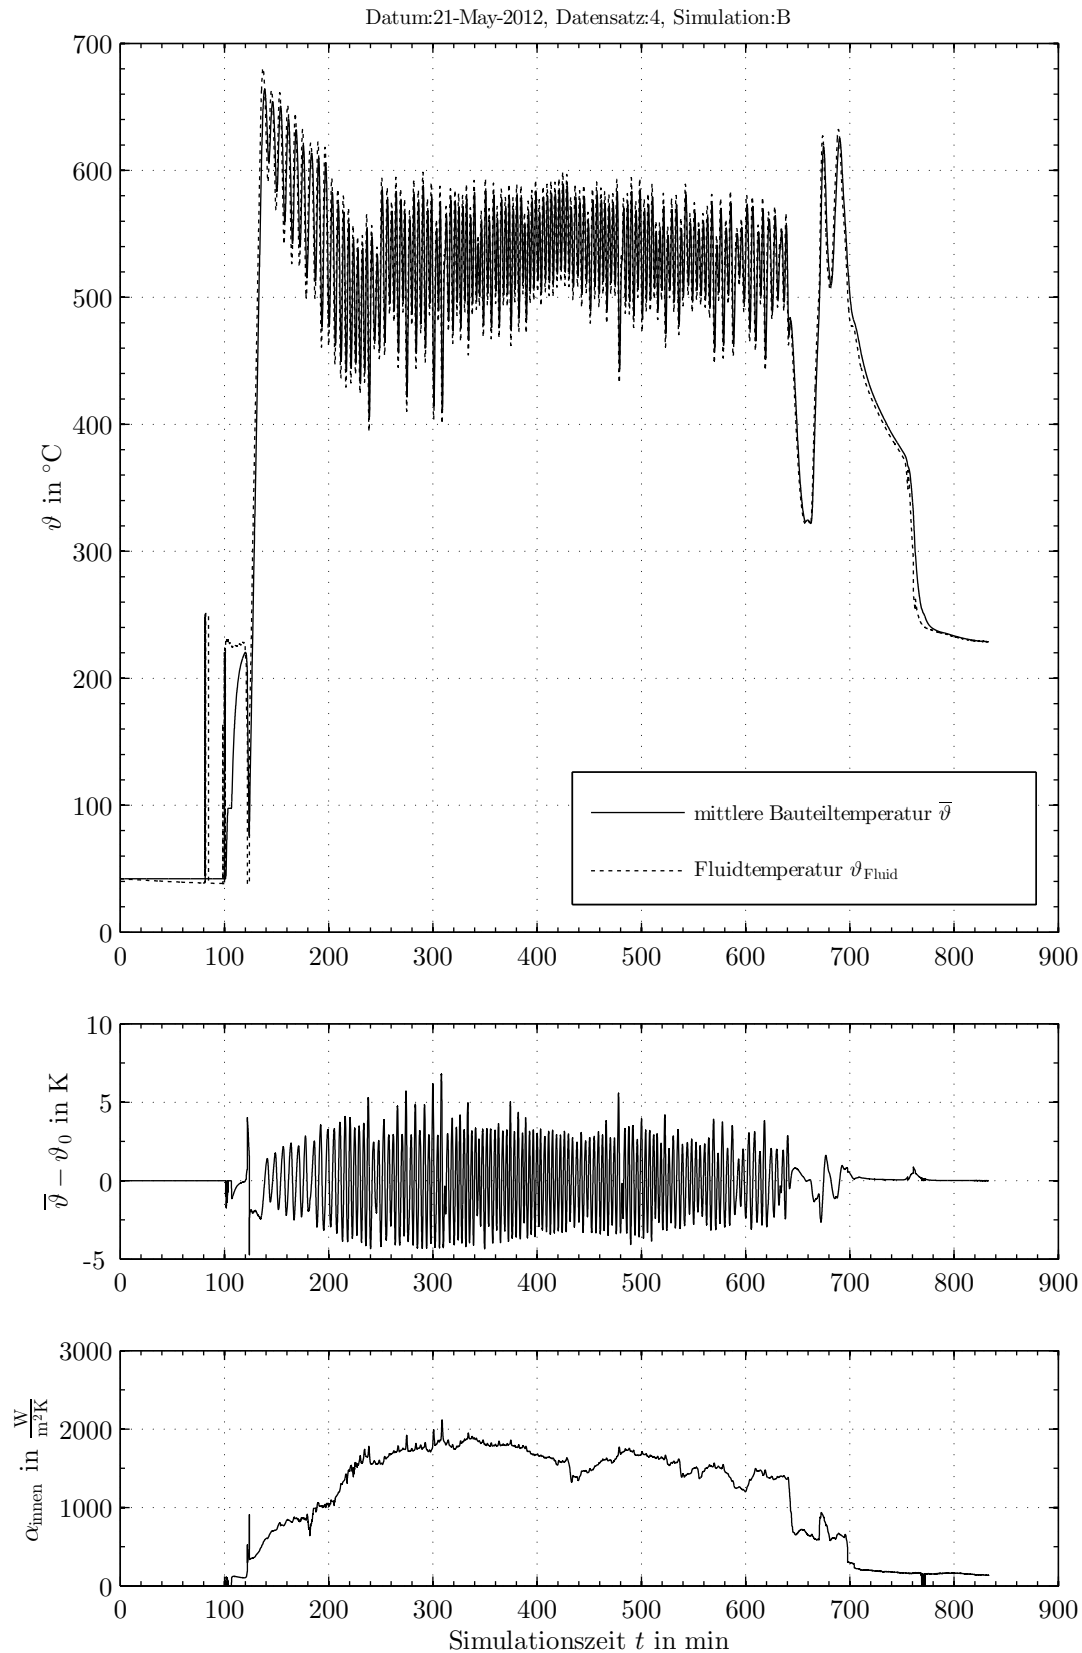 Datum:21-May-2012, Datensatz:4, Simulation:B
700
600
500
400
300
200
100
0
ϑ in °C
mittlere Bauteiltemperatur ϑ̅
Fluidtemperatur ϑ_Fluid
0 100 200 300 400 500 600 700 800 900
10
5
0
-5
ϑ̅ − ϑ_0 in K
0 100 200 300 400 500 600 700 800 900
3000
2000
1000
0
α_innen in W/m²K
0 100 200 300 400 500 600 700 800 900
Simulationszeit t in min